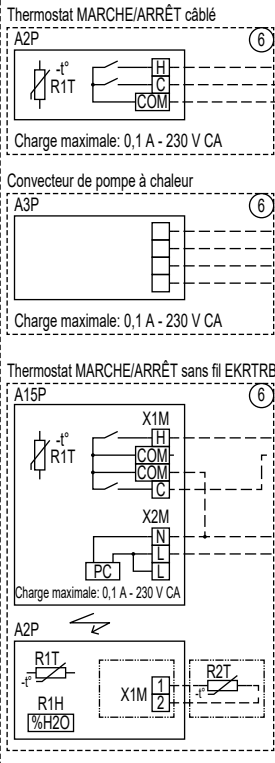 Thermostat MARCHE/ARRÊT câblé
A2P 6
-t°
R1T
H
C
COM
Charge maximale: 0,1 A - 230 V CA
Convecteur de pompe à chaleur
A3P 6
Charge maximale: 0,1 A - 230 V CA
Thermostat MARCHE/ARRÊT sans fil EKRTRB
A15P 6
X1M
-t°
R1T
H
COM
COM
C
X2M
N
L
PC L
Charge maximale: 0,1 A - 230 V CA
A2P
R1T
-t°
R1H
%H2O
X1M
1
2
R2T
-t°